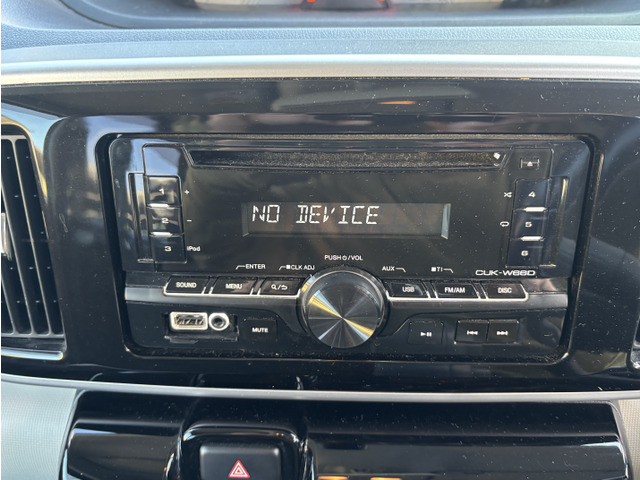 1 +
2 -
3 iPod
NO DEVICE
4
5
6
PUSH /VOL
ENTER
CLK ADJ
AUX
TI
CUK-W66D
SOUND
MENU
USB
FM/AM
DISC
MUTE